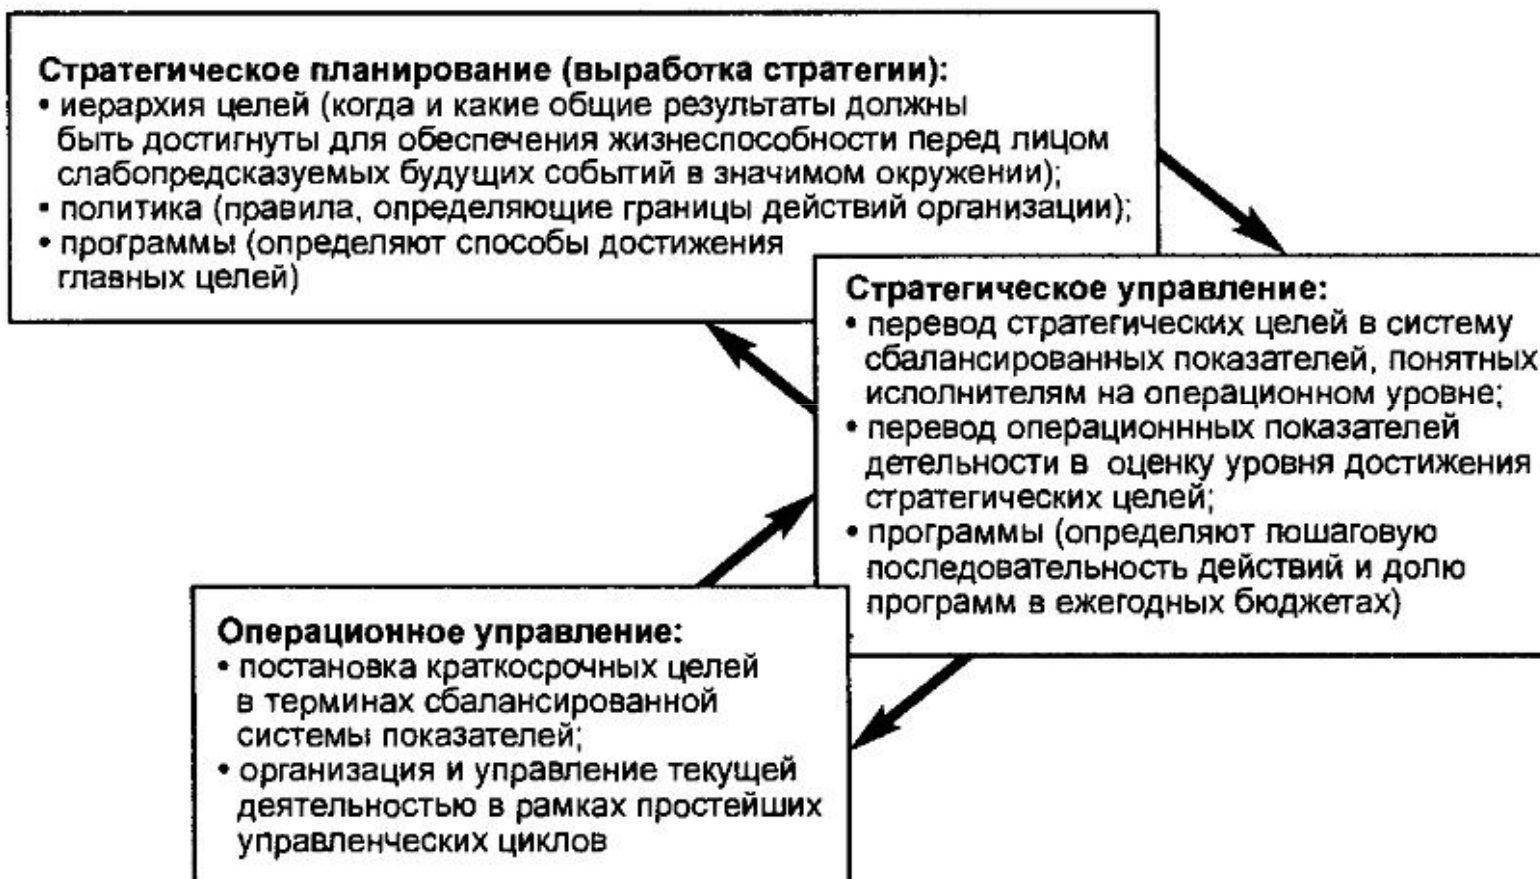 Стратегическое планирование (выработка стратегии):
• иерархия целей (когда и какие общие результаты должны
быть достигнуты для обеспечения жизнеспособности перед лицом
слабопредсказуемых будущих событий в значимом окружении);
• политика (правила, определяющие границы действий организации);
• программы (определяют способы достижения
главных целей)
Стратегическое управление:
• перевод стратегических целей в систему
сбалансированных показателей, понятных
исполнителям на операционном уровне;
• перевод операционнных показателей
детельности в оценку уровня достижения
стратегических целей;
• программы (определяют пошаговую
последовательность действий и долю
программ в ежегодных бюджетах)
Операционное управление:
• постановка краткосрочных целей
в терминах сбалансированной
системы показателей;
• организация и управление текущей
деятельностью в рамках простейших
управленческих циклов